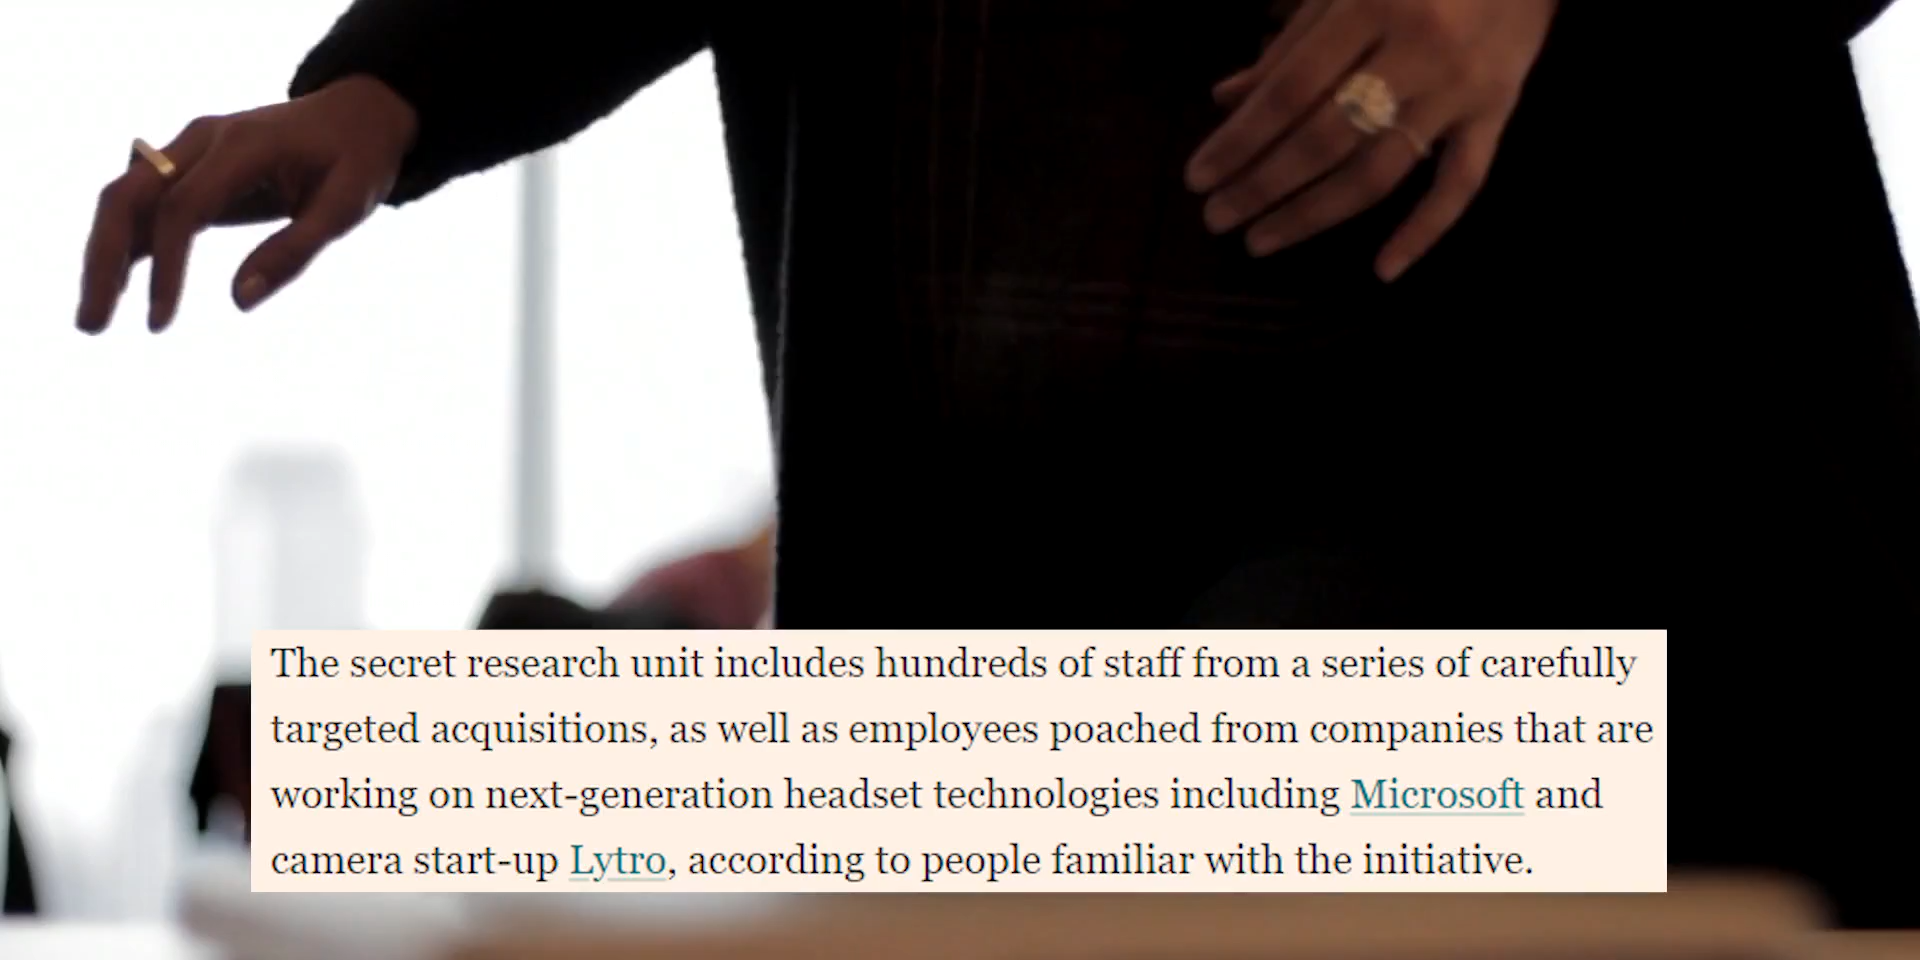 The secret research unit includes hundreds of staff from a series of carefully
targeted acquisitions, as well as employees poached from companies that are
working on next-generation headset technologies including Microsoft and
camera start-up Lytro, according to people familiar with the initiative.